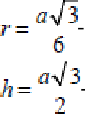 r = a√3/6 -
h = a√3/2 -